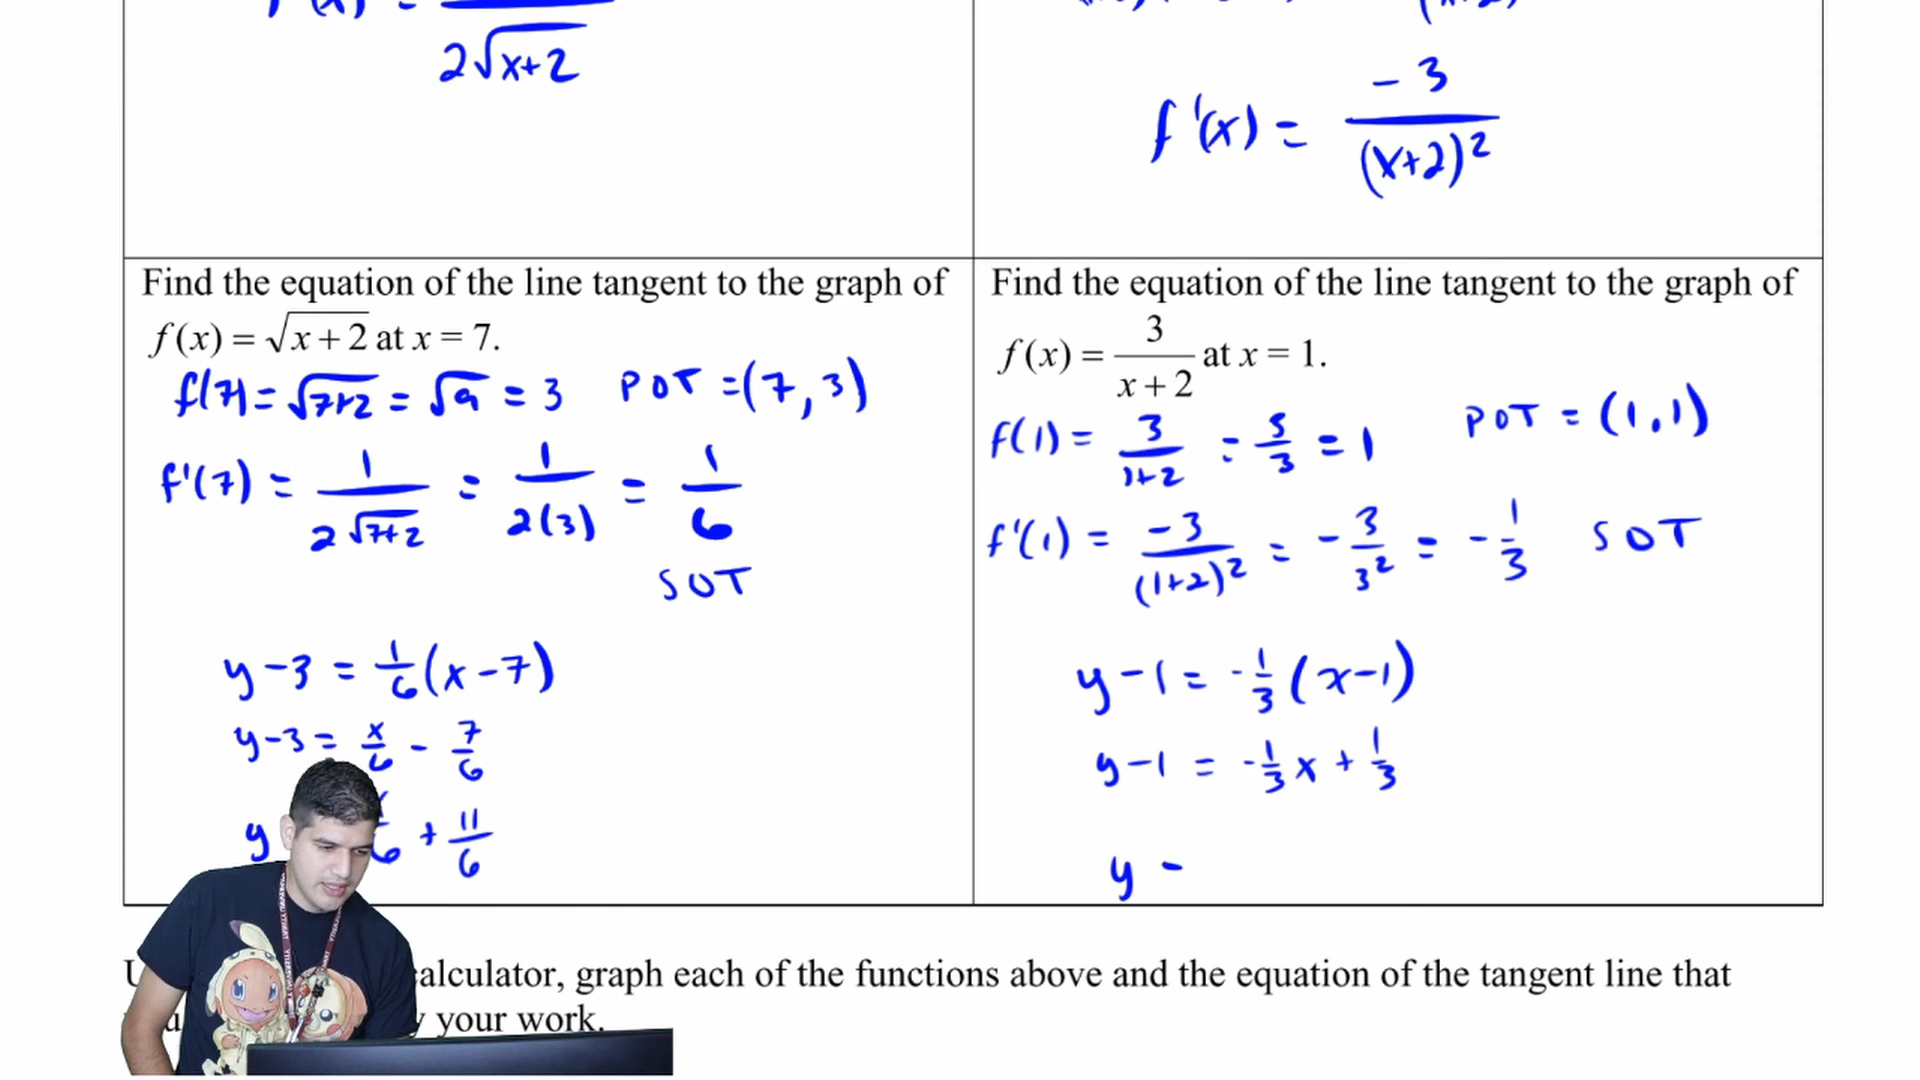 2√x+2
f'(x) = -3/(x+2)²
Find the equation of the line tangent to the graph of
f(x) = √x + 2 at x = 7.
f(7) = √7+2 = √9 = 3 POT = (7, 3)
f'(7) = 1/2√7+2 = 1/2(3) = 1/6
SOT
y-3 = 1/6(x-7)
y-3 = x/6 - 7/6
y + 11/6
Find the equation of the line tangent to the graph of
f(x) = 3/x + 2 at x = 1.
f(1) = 3/1+2 = 3/3 = 1 POT = (1,1)
f'(1) = -3/(1+2)² = -3/3² = -1/3 SOT
y-1 = -1/3(x-1)
y-1 = -1/3x + 1/3
y -
alculator, graph each of the functions above and the equation of the tangent line that
your work.